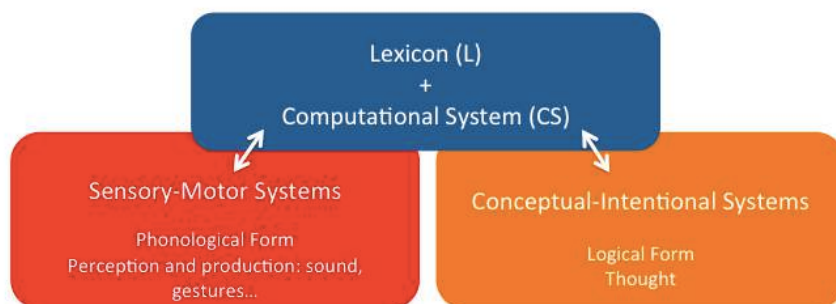 Lexicon (L)
+
Computational System (CS)
Sensory-Motor Systems
Phonological Form
Perception and production: sound,
gestures...
Conceptual-Intentional Systems
Logical Form
Thought